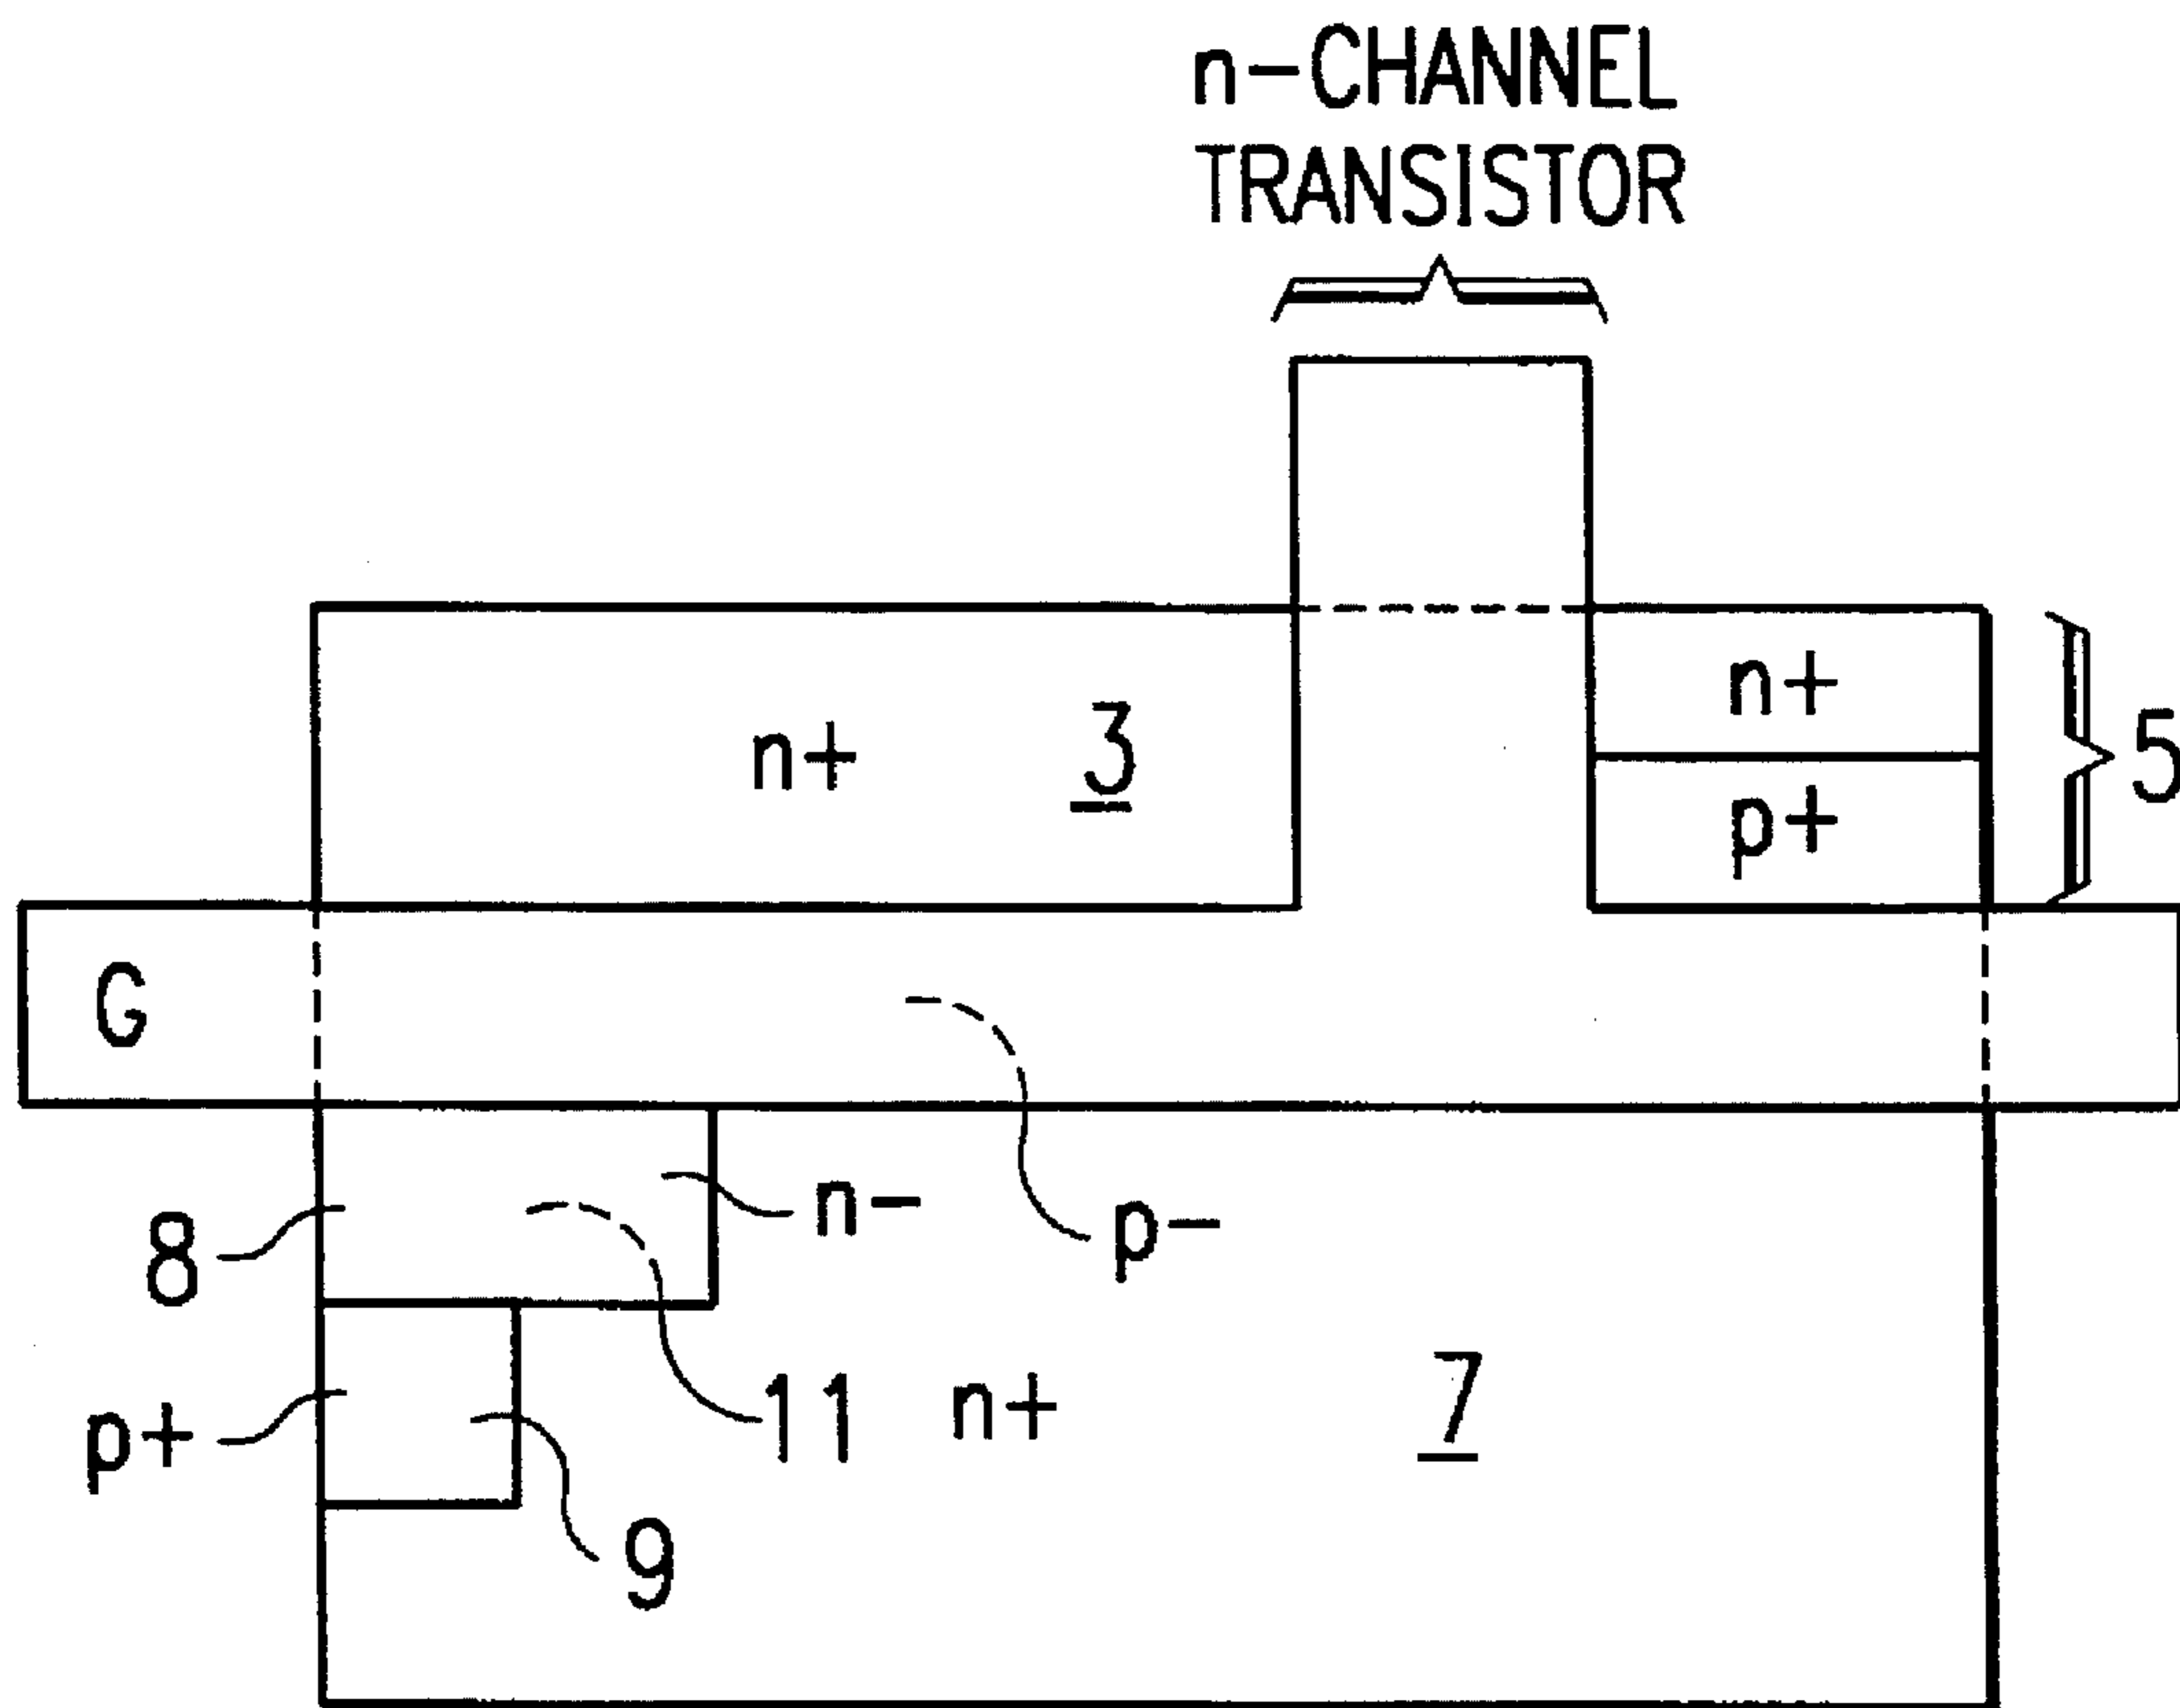 n-CHANNEL
TRANSISTOR
n+ 3
n+
p+
5
G
8
n-
p-
p+
11
n+
7
9